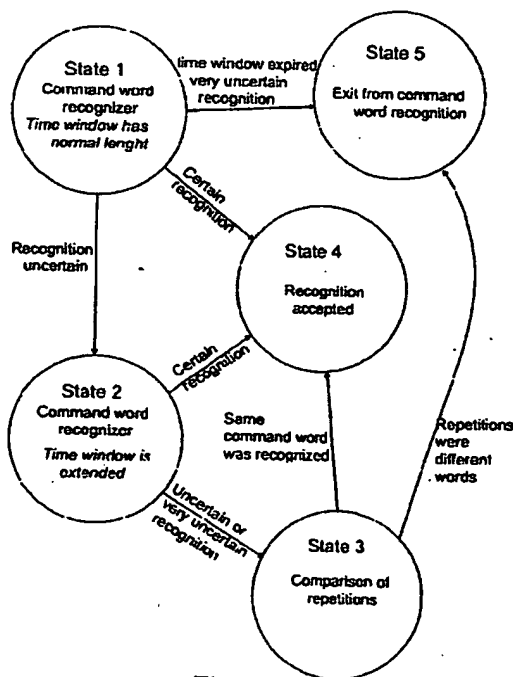 State 1
Command word
recognizer
Time window has
normal lenght
time window expired
very uncertain
recognition
State 5
Exit from command
word recognition
Certain
recognition
Recognition
uncertain
State 4
Recognition
accepted
State 2
Command word
recognizer
Time window is
extended
Certain
recognition
Same
command word
was recognized
Repetitions
were
different
words
Uncertain or
very uncertain
recognition
State 3
Comparison of
repetitions